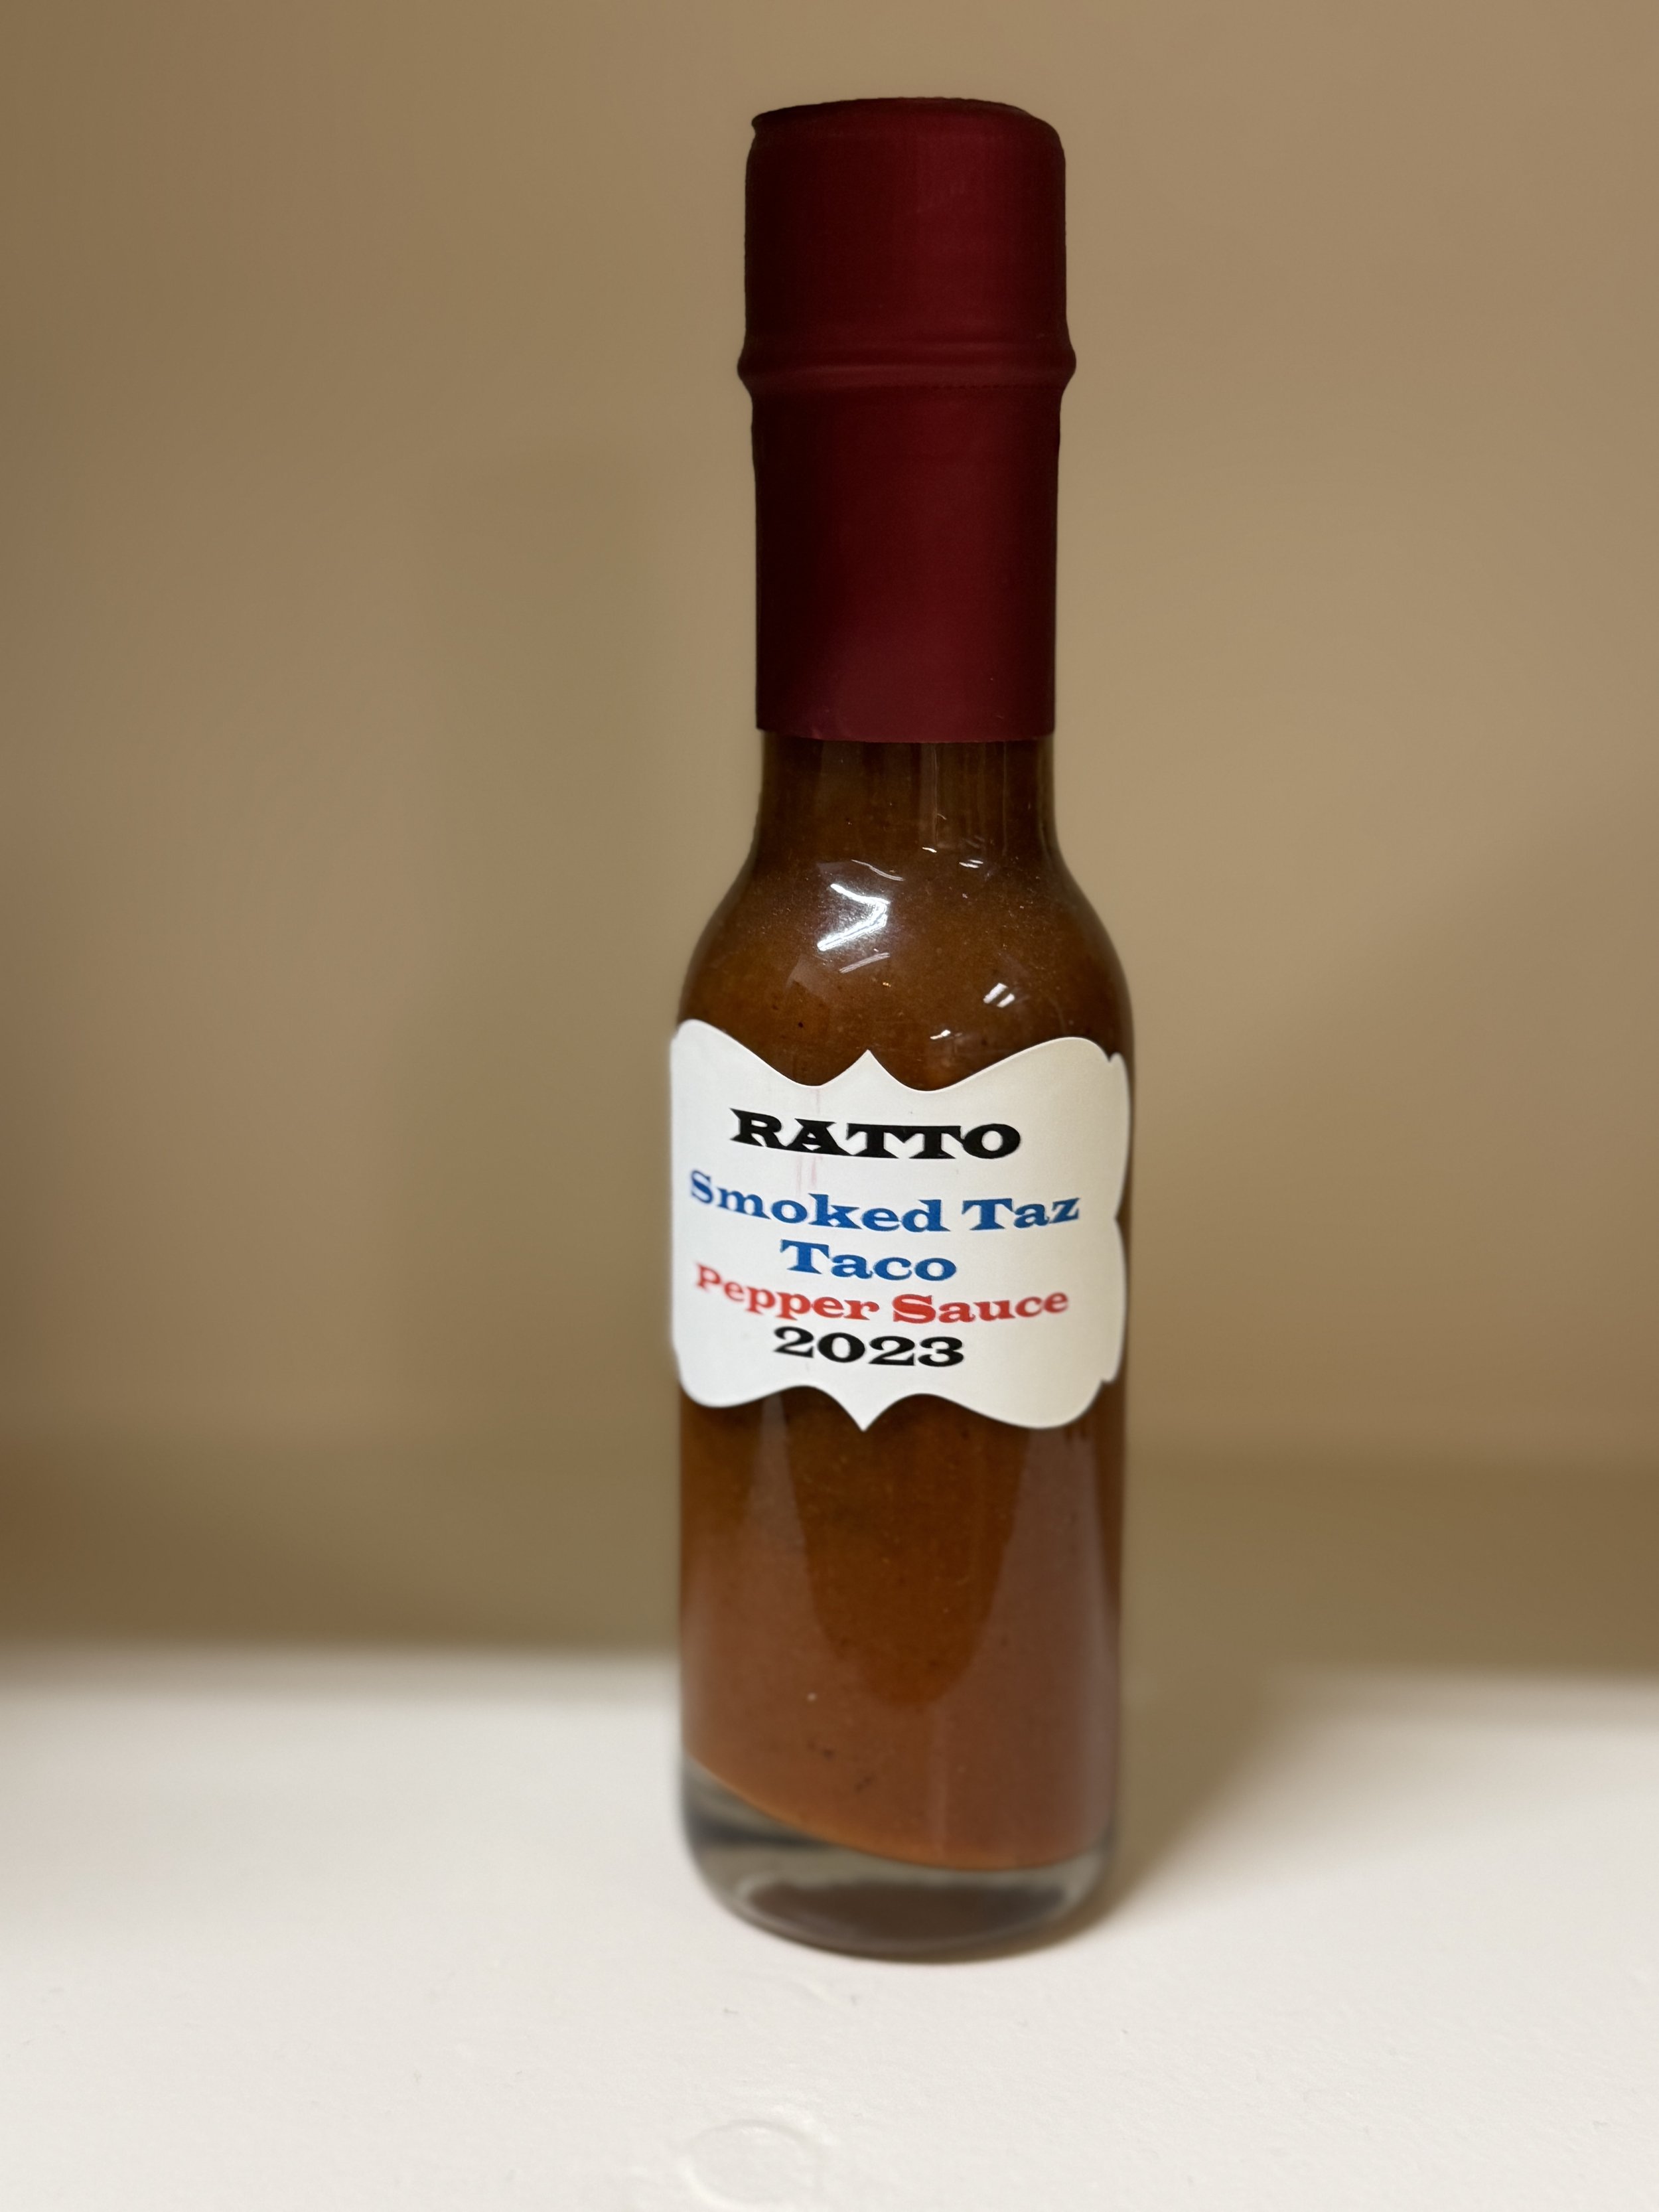 RATTO
Smoked Taz
Taco
Pepper Sauce
2023